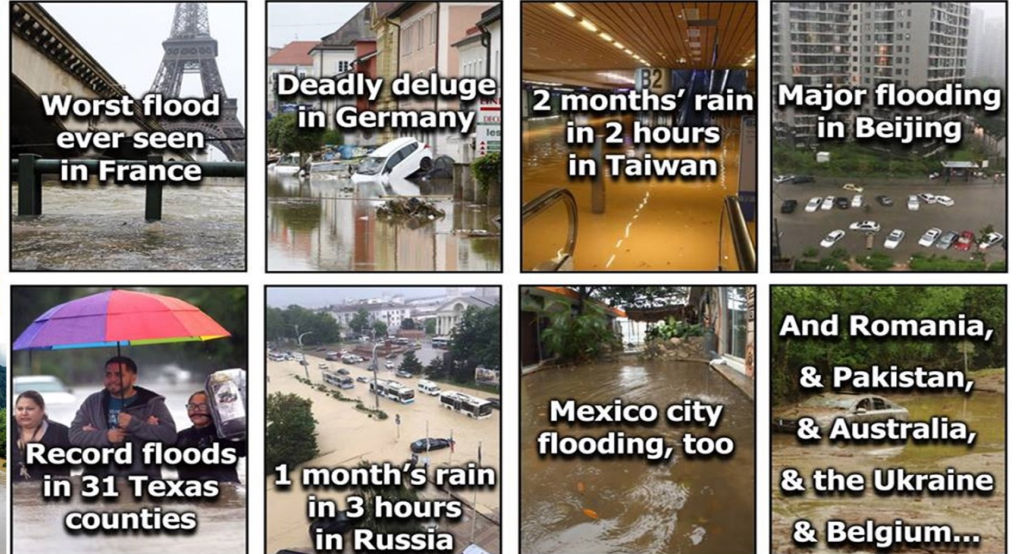 Worst flood
ever seen
in France
Deadly deluge
in Germany
B2
2 months’ rain
in 2 hours
in Taiwan
Major flooding
in Beijing
Record floods
in 31 Texas
counties
1 month’s rain
in 3 hours
in Russia
Mexico city
flooding, too
And Romania,
& Pakistan,
& Australia,
& the Ukraine
& Belgium...